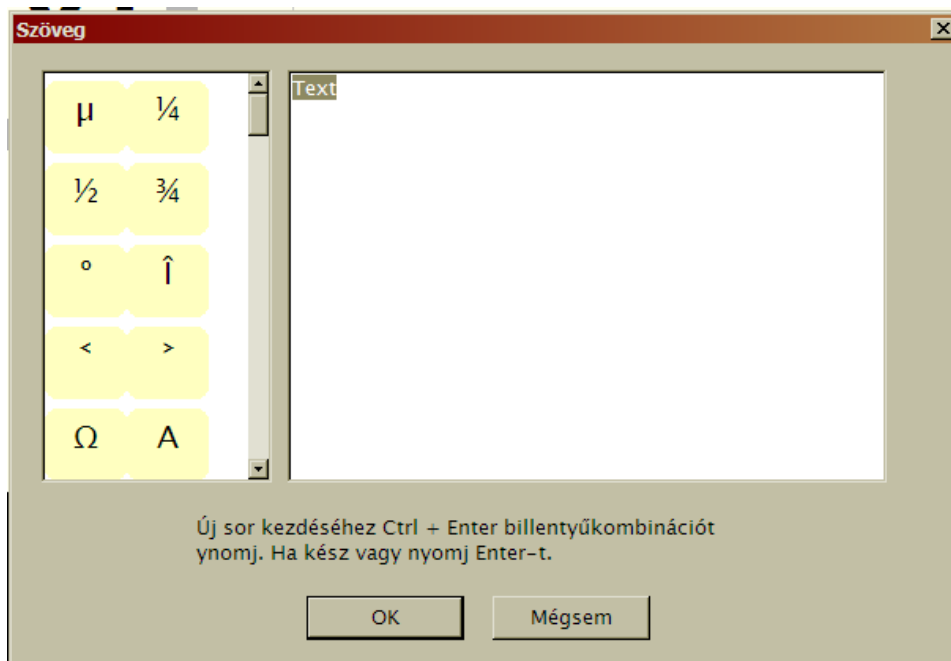 Szöveg
µ ¼
½ ¾
° Î
< >
Ω A
Text
Új sor kezdéséhez Ctrl + Enter billentyűkombinációt
ynomj. Ha kész vagy nyomj Enter-t.
OK Mégsem